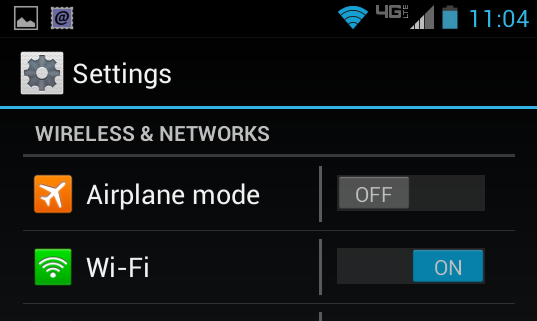 @ 4G LTE 11:04
Settings
WIRELESS & NETWORKS
Airplane mode OFF
Wi-Fi ON